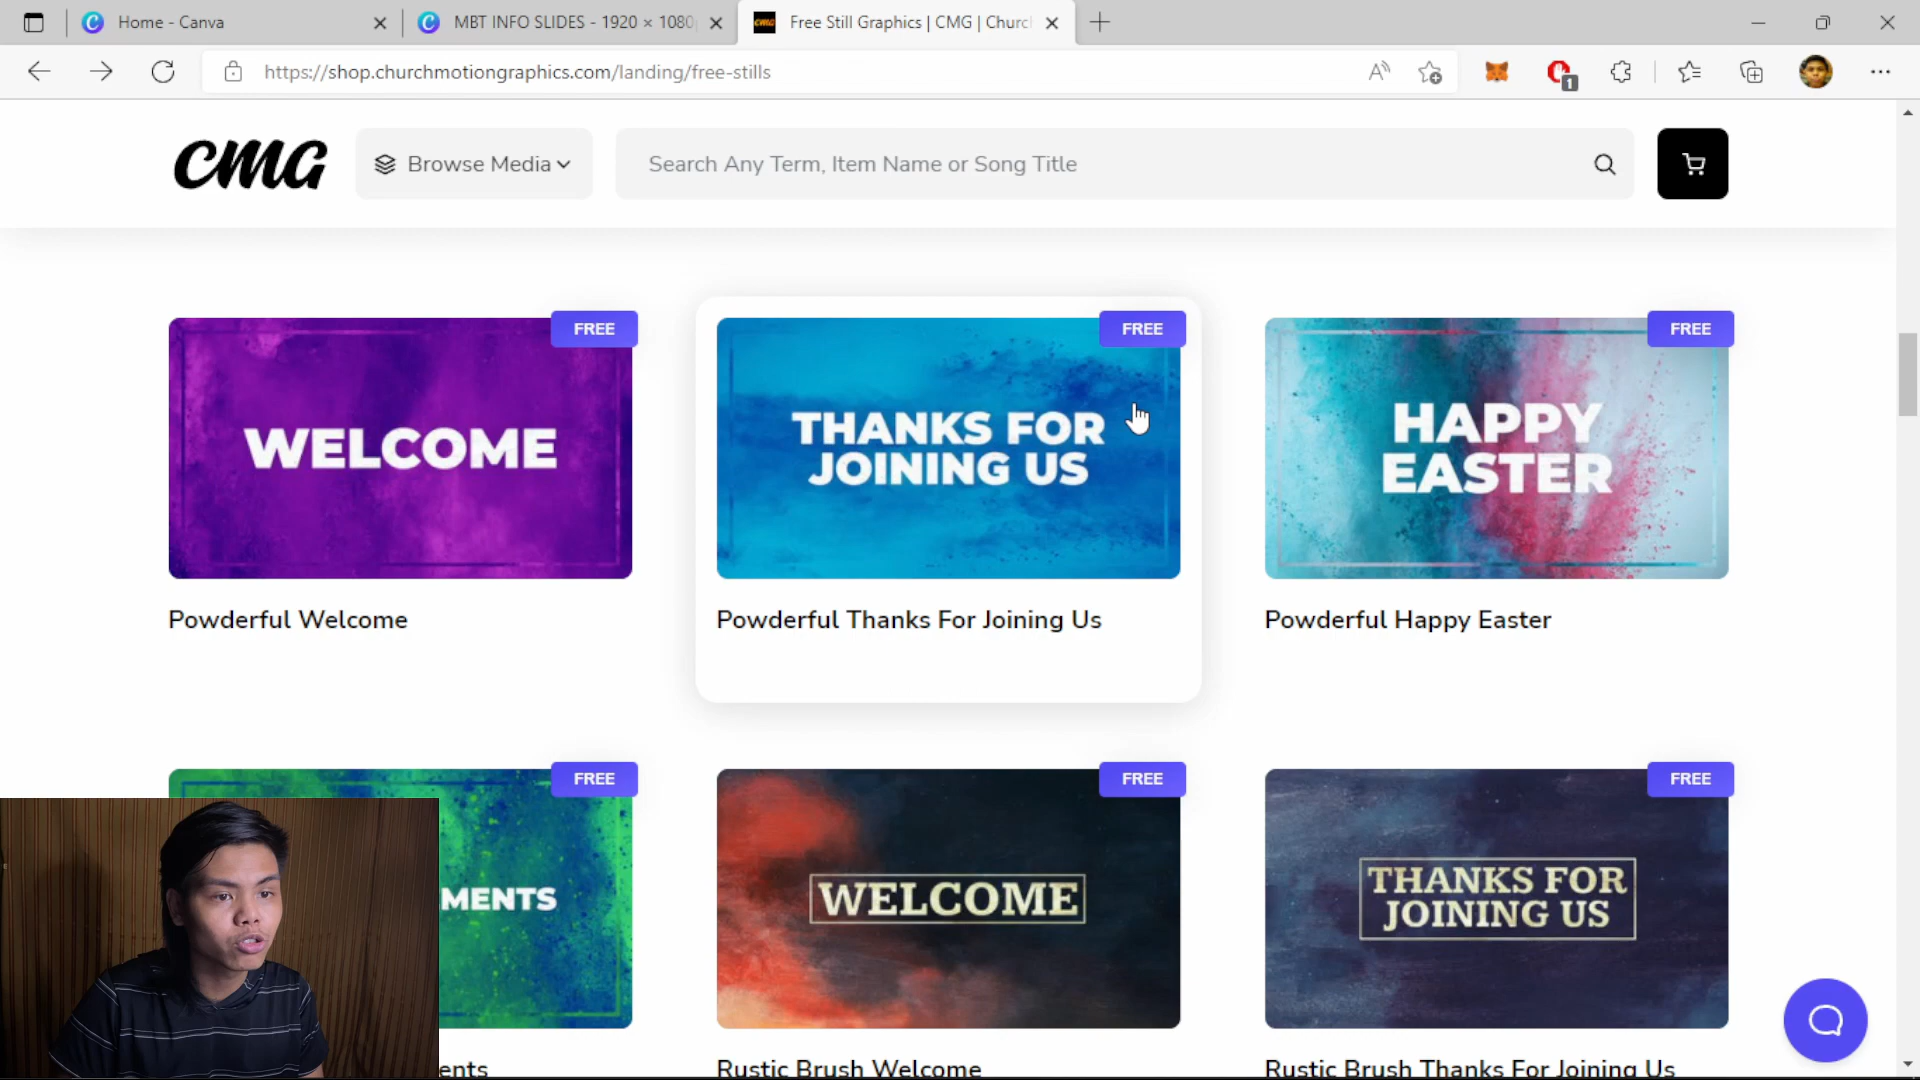 Home - Canva
MBT INFO SLIDES - 1920 × 1080
Free Still Graphics | CMG | Churc
https://shop.churchmotiongraphics.com/landing/free-stills
1
CMG
Browse Media
Search Any Term, Item Name or Song Title
FREE
WELCOME
Powderful Welcome
FREE
THANKS FOR
JOINING US
Powderful Thanks For Joining Us
FREE
HAPPY
EASTER
Powderful Happy Easter
FREE
MENTS
ents
FREE
WELCOME
Rustic Brush Welcome
FREE
THANKS FOR
JOINING US
Rustic Brush Thanks For Joining Us